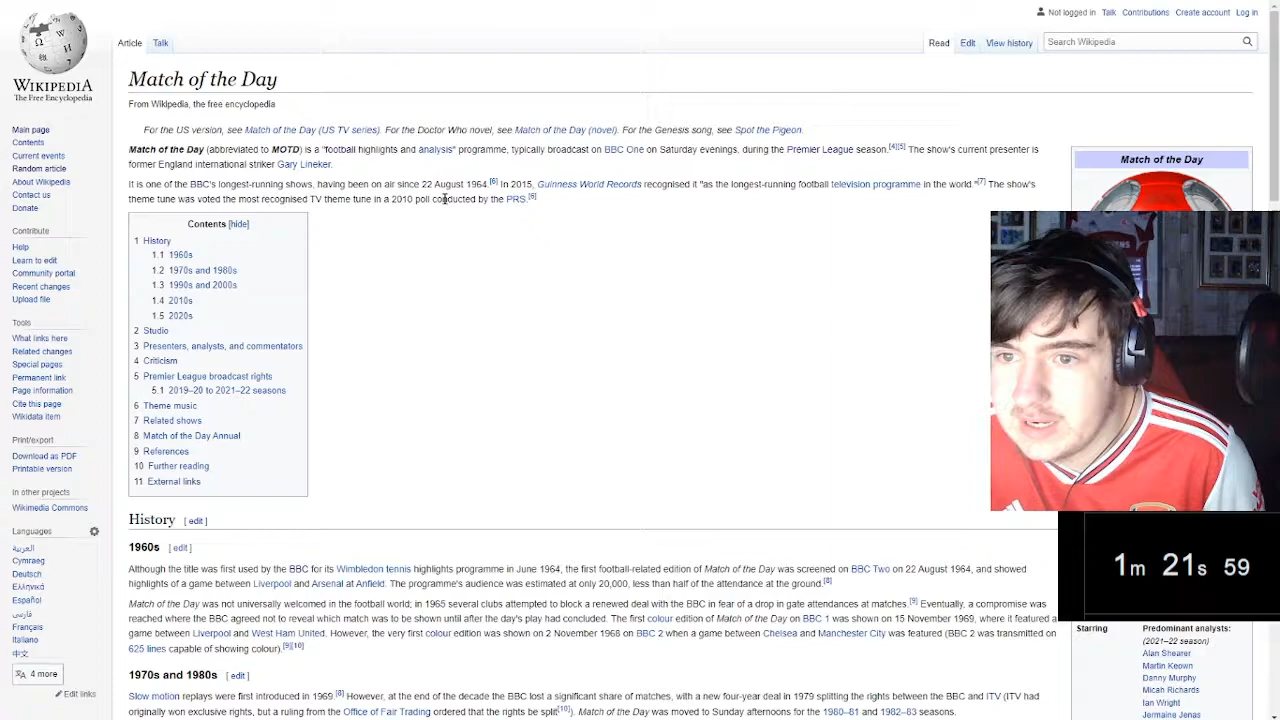 Not logged in Talk Contributions Create account Log in
Article Talk Read Edit View history Search Wikipedia
WIKIPEDIA
The Free Encyclopedia
Main page
Contents
Current events
Random article
About Wikipedia
Contact us
Donate
Contribute
Help
Learn to edit
Community portal
Recent changes
Upload file
Tools
What links here
Related changes
Special pages
Permanent link
Page information
Cite this page
Wikidata item
Print/export
Download as PDF
Printable version
In other projects
Wikimedia Commons
Languages
العربية
Cymraeg
Deutsch
Ελληνικά
Español
فارسی
Français
Italiano
中文
4 more
Edit links
Match of the Day
From Wikipedia, the free encyclopedia
For the US version, see Match of the Day (US TV series). For the Doctor Who novel, see Match of the Day (novel). For the Genesis song, see Spot the Pigeon.
Match of the Day (abbreviated to MOTD) is a "football highlights and analysis" programme, typically broadcast on BBC One on Saturday evenings, during the Premier League season.[4][5] The show's current presenter is
former England international striker Gary Lineker.
It is one of the BBC's longest-running shows, having been on air since 22 August 1964.[6] In 2015, Guinness World Records recognised it "as the longest-running football television programme in the world."[7] The show's
theme tune was voted the most recognised TV theme tune in a 2010 poll conducted by the PRS.[6]
Contents [hide]
1 History
1.1 1960s
1.2 1970s and 1980s
1.3 1990s and 2000s
1.4 2010s
1.5 2020s
2 Studio
3 Presenters, analysts, and commentators
4 Criticism
5 Premier League broadcast rights
5.1 2019–20 to 2021–22 seasons
6 Theme music
7 Related shows
8 Match of the Day Annual
9 References
10 Further reading
11 External links
History [ edit ]
1960s [ edit ]
Although the title was first used by the BBC for its Wimbledon tennis highlights programme in June 1964, the first football-related edition of Match of the Day was screened on BBC Two on 22 August 1964, and showed
highlights of a game between Liverpool and Arsenal at Anfield. The programme's audience was estimated at only 20,000, less than half of the attendance at the ground.[8]
Match of the Day was not universally welcomed in the football world; in 1965 several clubs attempted to block a renewed deal with the BBC in fear of a drop in gate attendances at matches.[9] Eventually, a compromise was
reached where the BBC agreed not to reveal which match was to be shown until after the day's play had concluded. The first colour edition of Match of the Day on BBC 1 was shown on 15 November 1969, where it featured a
game between Liverpool and West Ham United. However, the very first colour edition was shown on 2 November 1968 on BBC 2 when a game between Chelsea and Manchester City was featured (BBC 2 was transmitted on
625 lines capable of showing colour).[9][10]
1970s and 1980s [ edit ]
Slow motion replays were first introduced in 1969.[8] However, at the end of the decade the BBC lost a significant share of matches, with a new four-year deal in 1979 splitting the rights between the BBC and ITV (ITV had
originally won exclusive rights, but a ruling from the Office of Fair Trading ordered that the rights be split[10]). Match of the Day was moved to Sunday afternoons for the 1980–81 and 1982–83 seasons.
Match of the Day
1m 21s 59
Starring Predominant analysts:
(2021–22 season)
Alan Shearer
Martin Keown
Danny Murphy
Micah Richards
Ian Wright
Jermaine Jenas